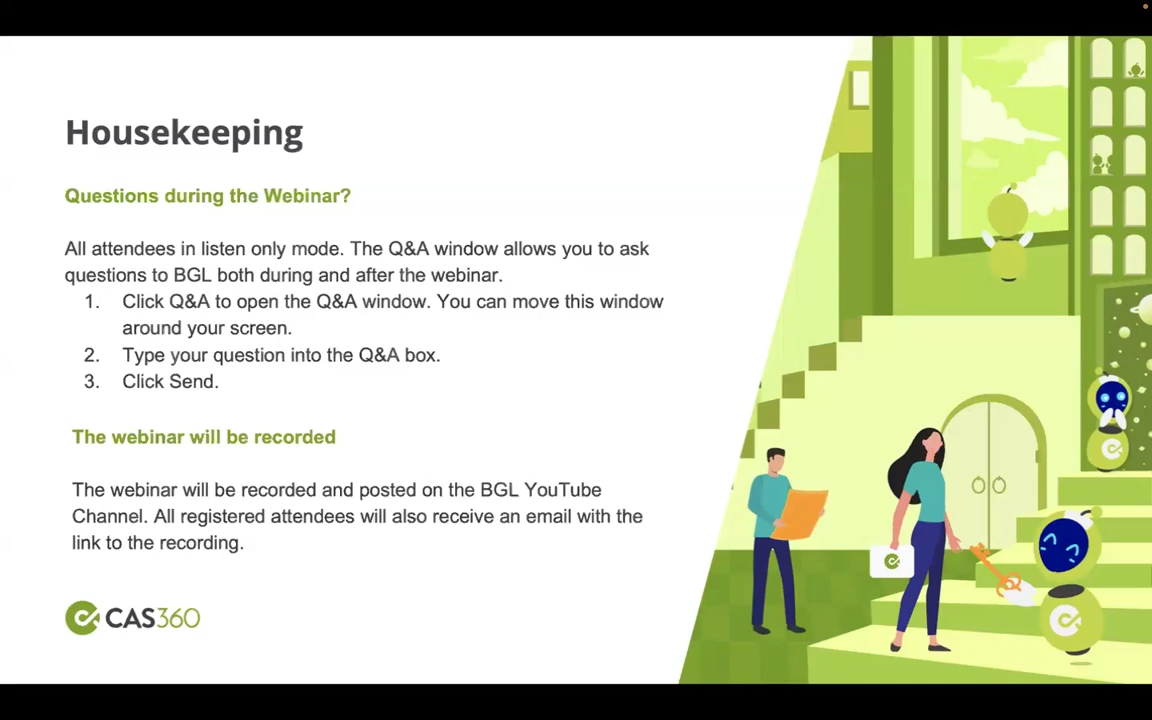 Housekeeping
Questions during the Webinar?
All attendees in listen only mode. The Q&A window allows you to ask
questions to BGL both during and after the webinar.
1. Click Q&A to open the Q&A window. You can move this window
around your screen.
2. Type your question into the Q&A box.
3. Click Send.
The webinar will be recorded
The webinar will be recorded and posted on the BGL YouTube
Channel. All registered attendees will also receive an email with the
link to the recording.
CAS360